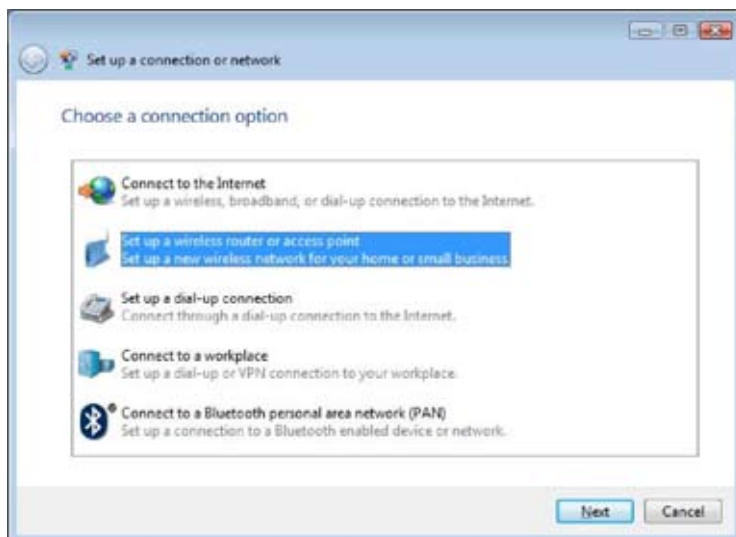 Set up a connection or network
Choose a connection option
Connect to the Internet
Set up a wireless, broadband, or dial-up connection to the Internet.
Set up a wireless router or access point
Set up a new wireless network for your home or small business
Set up a dial-up connection
Connect through a dial-up connection to the Internet.
Connect to a workplace
Set up a dial-up or VPN connection to your workplace.
Connect to a Bluetooth personal area network (PAN)
Set up a connection to a Bluetooth enabled device or network.
Next Cancel